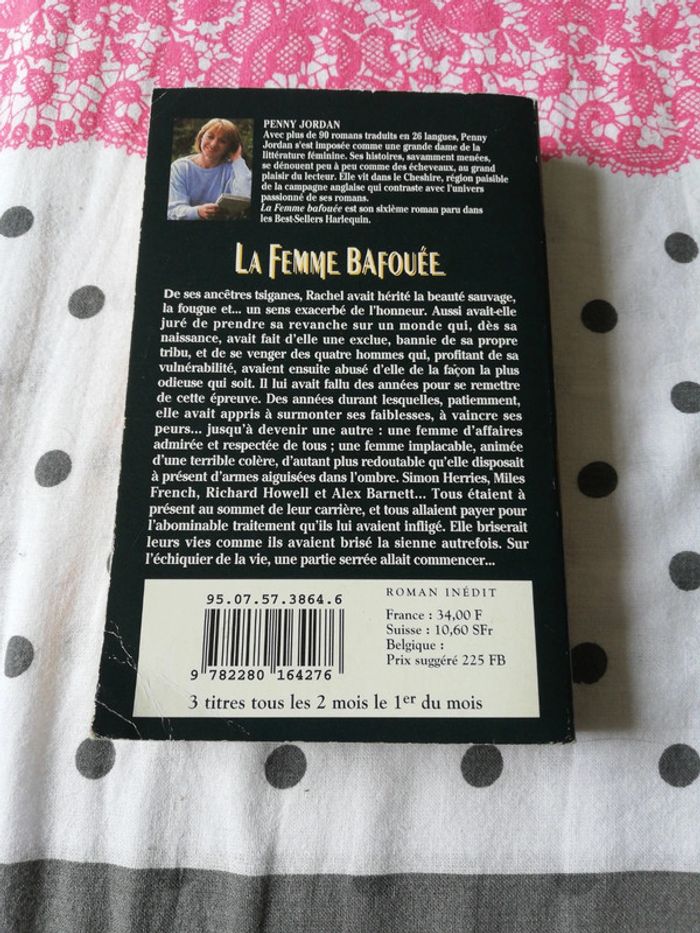 PENNY JORDAN
Avec plus de 90 romans traduits en 26 langues, Penny
Jordan s'est imposée comme une grande dame de la
littérature féminine. Ses histoires, savamment menées,
se dénouent peu à peu comme des écheveaux, au grand
plaisir du lecteur. Elle vit dans le Cheshire, région paisible
de la campagne anglaise qui contraste avec l'univers
passionné de ses romans.
La Femme bafouée est son sixième roman paru dans
les Best-Sellers Harlequin.
LA FEMME BAFOUÉE
De ses ancêtres tsiganes, Rachel avait hérité la beauté sauvage,
la fougue et... un sens exacerbé de l'honneur. Aussi avait-elle
juré de prendre sa revanche sur un monde qui, dès sa
naissance, avait fait d'elle une exclue, bannie de sa propre
tribu, et de se venger des quatre hommes qui, profitant de sa
vulnérabilité, avaient ensuite abusé d'elle de la façon la plus
odieuse qui soit. Il lui avait fallu des années pour se remettre
de cette épreuve. Des années durant lesquelles, patiemment,
elle avait appris à surmonter ses faiblesses, à vaincre ses
peurs... jusqu'à devenir une autre : une femme d'affaires
admirée et respectée de tous ; une femme implacable, animée
d'une terrible colère, d'autant plus redoutable qu'elle disposait
à présent d'armes aiguisées dans l'ombre. Simon Herries, Miles
French, Richard Howell et Alex Barnett... Tous étaient à
présent au sommet de leur carrière, et tous allaient payer pour
l'abominable traitement qu'ils lui avaient infligé. Elle briserait
leurs vies comme ils avaient brisé la sienne autrefois. Sur
l'échiquier de la vie, une partie serrée allait commencer...
95.07.57.3864.6
9 782280 164276
ROMAN INÉDIT
France : 34,00 F
Suisse : 10,60 SFr
Belgique :
Prix suggéré 225 FB
3 titres tous les 2 mois le 1er du mois